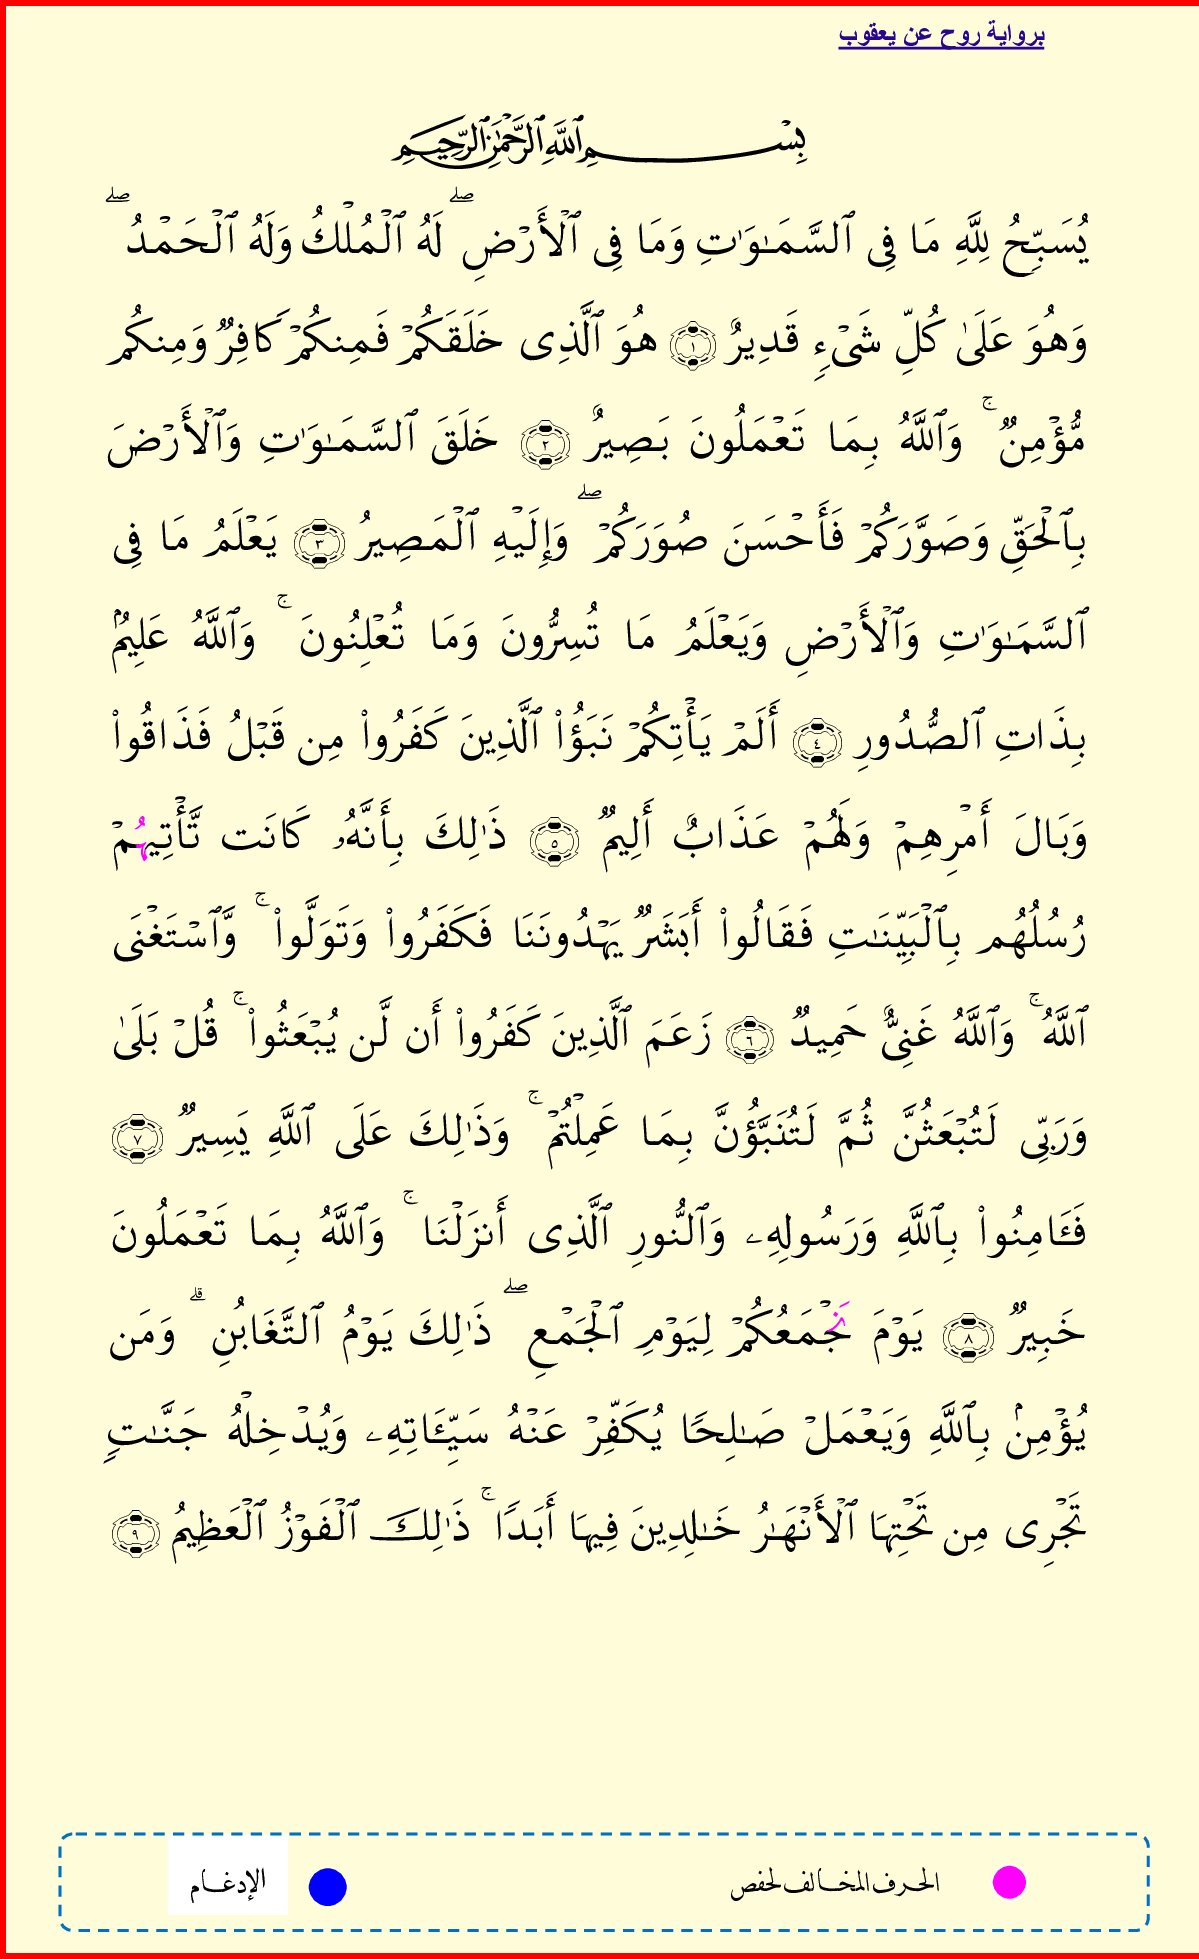 برواية روح عن يعقوب
بِسْمِ ٱللَّهِ ٱلرَّحْمَٰنِ ٱلرَّحِيمِ
يُسَبِّحُ لِلَّهِ مَا فِى ٱلسَّمَـٰوَٰتِ وَمَا فِى ٱلْأَرْضِ ۖ لَهُ ٱلْمُلْكُ وَلَهُ ٱلْحَمْدُ ۖ
وَهُوَ عَلَىٰ كُلِّ شَىْءٍ قَدِيرٌ ١ هُوَ ٱلَّذِى خَلَقَكُمْ فَمِنكُمْ كَافِرٌ وَمِنكُم
مُّؤْمِنٌ ۚ وَٱللَّهُ بِمَا تَعْمَلُونَ بَصِيرٌ ٢ خَلَقَ ٱلسَّمَـٰوَٰتِ وَٱلْأَرْضَ
بِٱلْحَقِّ وَصَوَّرَكُمْ فَأَحْسَنَ صُوَرَكُمْ ۖ وَإِلَيْهِ ٱلْمَصِيرُ ٣ يَعْلَمُ مَا فِى
ٱلسَّمَـٰوَٰتِ وَٱلْأَرْضِ وَيَعْلَمُ مَا تُسِرُّونَ وَمَا تُعْلِنُونَ ۚ وَٱللَّهُ عَلِيمُۢ
بِذَاتِ ٱلصُّدُورِ ٤ أَلَمْ يَأْتِكُمْ نَبَؤُا۟ ٱلَّذِينَ كَفَرُوا۟ مِن قَبْلُ فَذَاقُوا۟
وَبَالَ أَمْرِهِمْ وَلَهُمْ عَذَابٌ أَلِيمٌ ٥ ذَٰلِكَ بِأَنَّهُۥ كَانَت تَّأْتِيهُمْ
رُسُلُهُم بِٱلْبَيِّنَـٰتِ فَقَالُوا۟ أَبَشَرٌ يَهْدُونَنَا فَكَفَرُوا۟ وَتَوَلَّوا۟ ۚ وَّٱسْتَغْنَى
ٱللَّهُ ۚ وَٱللَّهُ غَنِىٌّ حَمِيدٌ ٦ زَعَمَ ٱلَّذِينَ كَفَرُوا۟ أَن لَّن يُبْعَثُوا۟ ۚ قُلْ بَلَىٰ
وَرَبِّى لَتُبْعَثُنَّ ثُمَّ لَتُنَبَّؤُنَّ بِمَا عَمِلْتُمْ ۚ وَذَٰلِكَ عَلَى ٱللَّهِ يَسِيرٌ ٧
فَـَٔامِنُوا۟ بِٱللَّهِ وَرَسُولِهِۦ وَٱلنُّورِ ٱلَّذِى أَنزَلْنَا ۚ وَٱللَّهُ بِمَا تَعْمَلُونَ
خَبِيرٌ ٨ يَوْمَ نَجْمَعُكُمْ لِيَوْمِ ٱلْجَمْعِ ۖ ذَٰلِكَ يَوْمُ ٱلتَّغَابُنِ ۗ وَمَن
يُؤْمِنۢ بِٱللَّهِ وَيَعْمَلْ صَـٰلِحًا يُكَفِّرْ عَنْهُ سَيِّـَٔاتِهِۦ وَيُدْخِلْهُ جَنَّـٰتٍ
تَجْرِى مِن تَحْتِهَا ٱلْأَنْهَـٰرُ خَـٰلِدِينَ فِيهَا أَبَدًا ۚ ذَٰلِكَ ٱلْفَوْزُ ٱلْعَظِيمُ ٩
الحرف المخالف لحفص
الإدغام